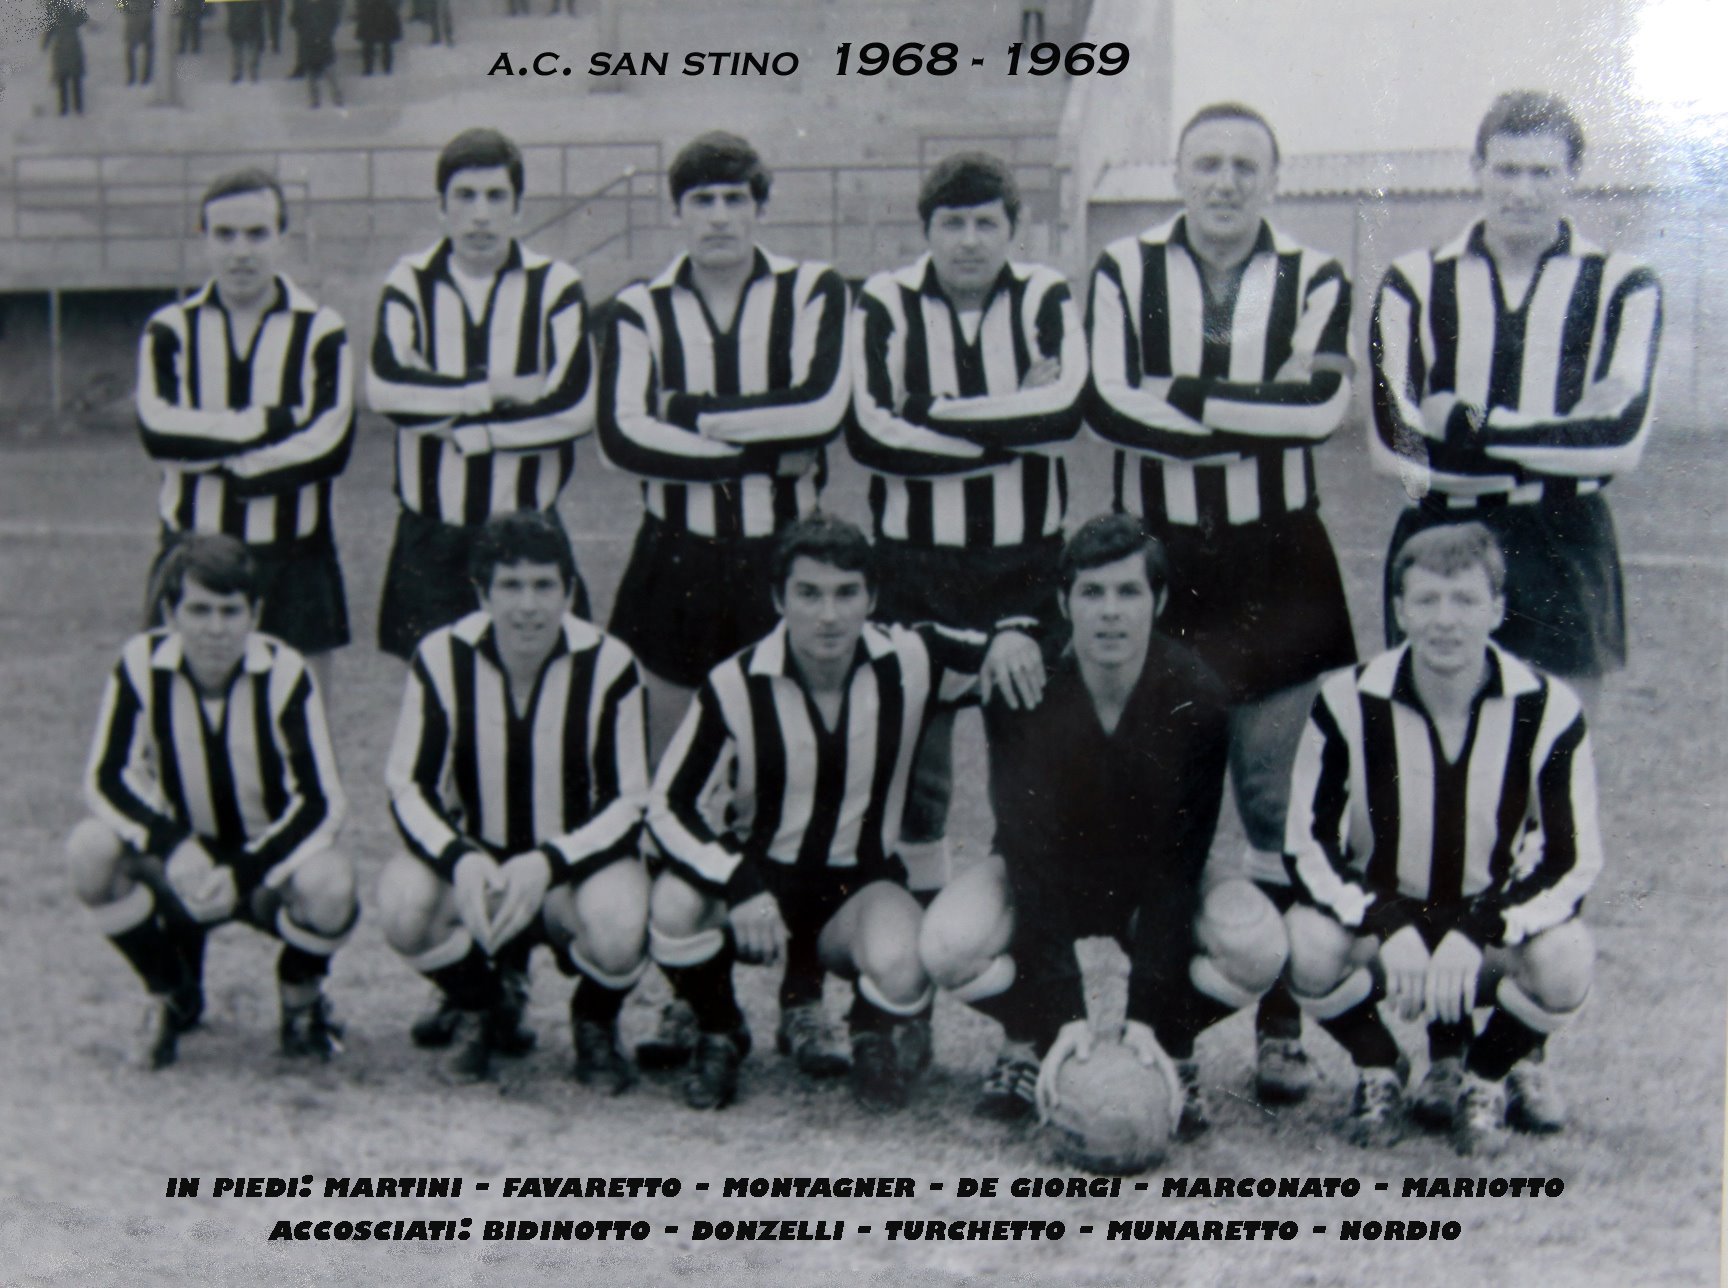 A.C. SAN STINO 1968 - 1969
IN PIEDI: MARTINI - FAVARETTO - MONTAGNER - DE GIORGI - MARCONATO - MARIOTTO
ACCOSCIATI: BIDINOTTO - DONZELLI - TURCHETTO - MUNARETTO - NORDIO